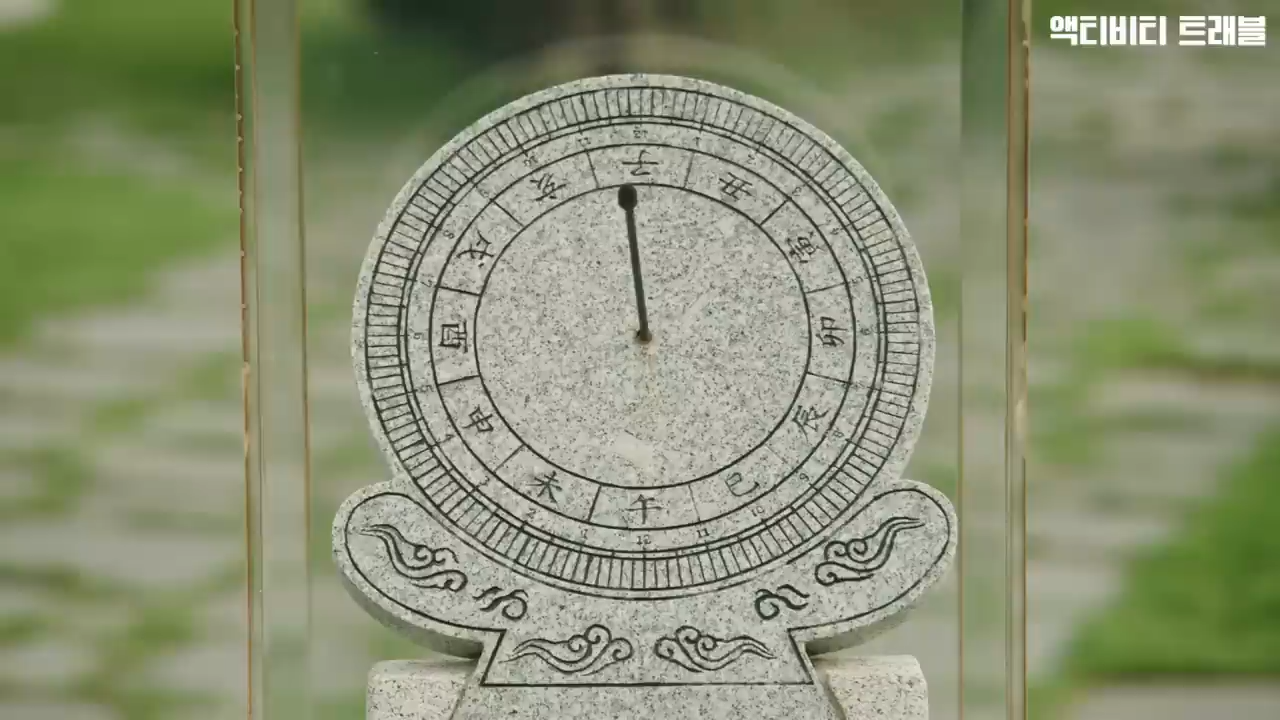 액티비티 트래블
子
丑
寅
卯
辰
巳
午
未
申
酉
戌
亥